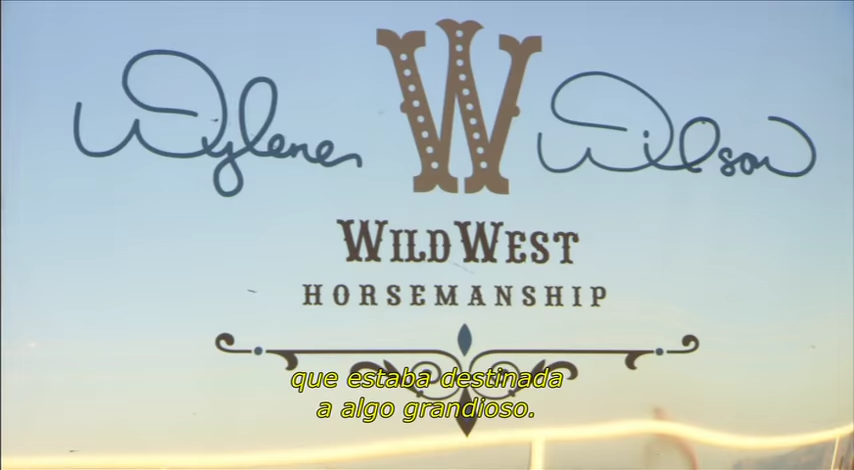 Wylene W Wilson
WILD WEST
HORSEMANSHIP
que estaba destinada
a algo grandioso.